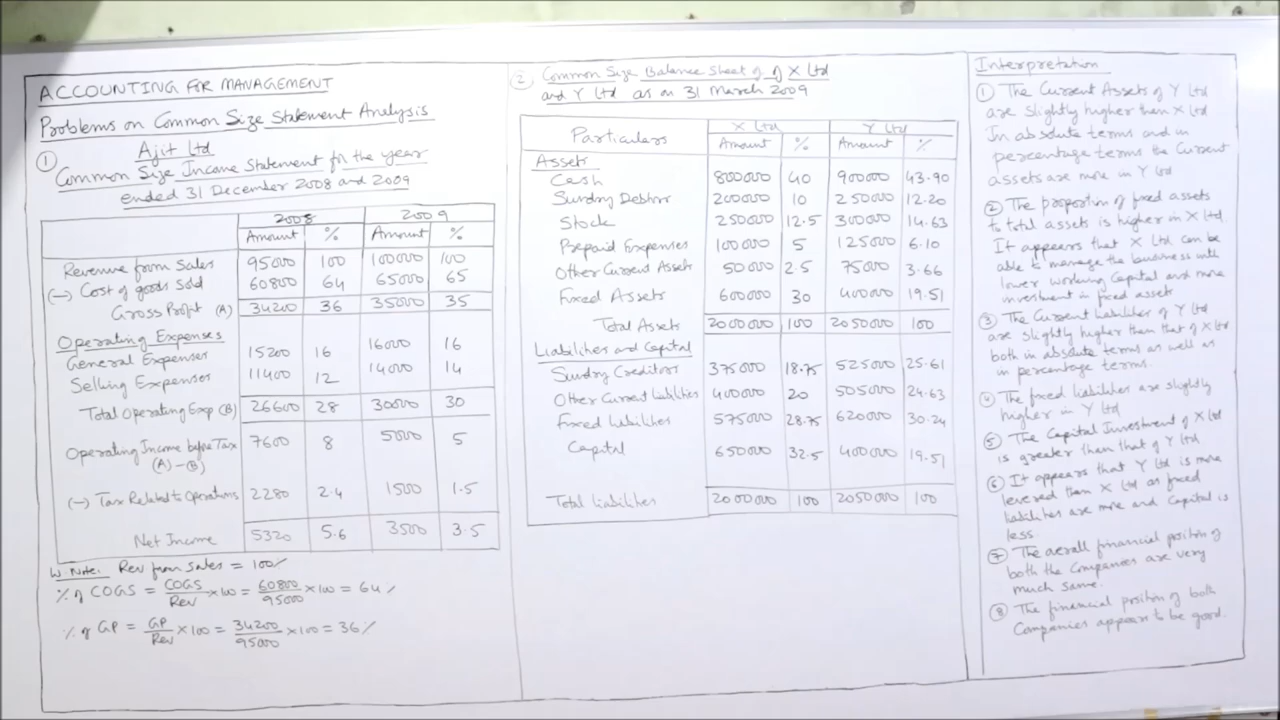 ACCOUNTING FOR MANAGEMENT
Problems on Common Size Statement Analysis
① Ajit Ltd
Common Size Income Statement for the year
ended 31 December 2008 and 2009
2008 2009
Amount % Amount %
Revenue from Sales 95000 100 100000 100
(-) Cost of goods Sold 60800 64 65000 65
Gross Profit (A) 34200 36 35000 35
Operating Expenses
General Expenses 15200 16 16000 16
Selling Expenses 11400 12 14000 14
Total Operating Exp (B) 26600 28 30000 30
Operating Income before Tax 7600 8 5000 5
(A) - (B)
(-) Tax Related to Operations 2280 2.4 1500 1.5
Net Income 5320 5.6 3500 3.5
W. Note: Rev from Sales = 100%
% of COGS = COGS/Rev × 100 = 60800/95000 × 100 = 64%
% of GP = GP/Rev × 100 = 34200/95000 × 100 = 36%
② Common Size Balance Sheet of of X Ltd
and Y Ltd as on 31 March 2009
Particulars X Ltd Y Ltd
Amount % Amount %
Assets
Cash 800000 40 900000 43.90
Sundry Debtors 200000 10 250000 12.20
Stock 250000 12.5 300000 14.63
Prepaid Expenses 100000 5 125000 6.10
Other Current Assets 50000 2.5 75000 3.66
Fixed Assets 600000 30 400000 19.51
Total Assets 2000000 100 2050000 100
Liabilities and Capital
Sundry Creditors 375000 18.75 525000 25.61
Other Current Liabilities 400000 20 505000 24.63
Fixed Liabilities 575000 28.75 620000 30.24
Capital 650000 32.5 400000 19.51
Total liabilities 2000000 100 2050000 100
Interpretation
① The Current Assets of Y Ltd
are slightly higher than X Ltd
In absolute terms and in
percentage terms the Current
assets are more in Y Ltd
② The proportion of fixed assets
to total assets is higher in X Ltd.
It appears that X Ltd can be
able to manage the business with
lower working Capital and more
investment in fixed assets
③ The Current Liabilities of Y Ltd
are slightly higher than that of X Ltd
both in absolute terms as well as
in percentage terms.
④ The fixed liabilities are slightly
higher in Y Ltd
⑤ The Capital Investment of X Ltd
is greater than that of Y Ltd
⑥ It appears that Y Ltd is more
levered than X Ltd as fixed
liabilities are more and Capital is
less.
⑦ The overall financial position of
both the Companies are very
much same.
⑧ The financial position of both
Companies appear to be good.